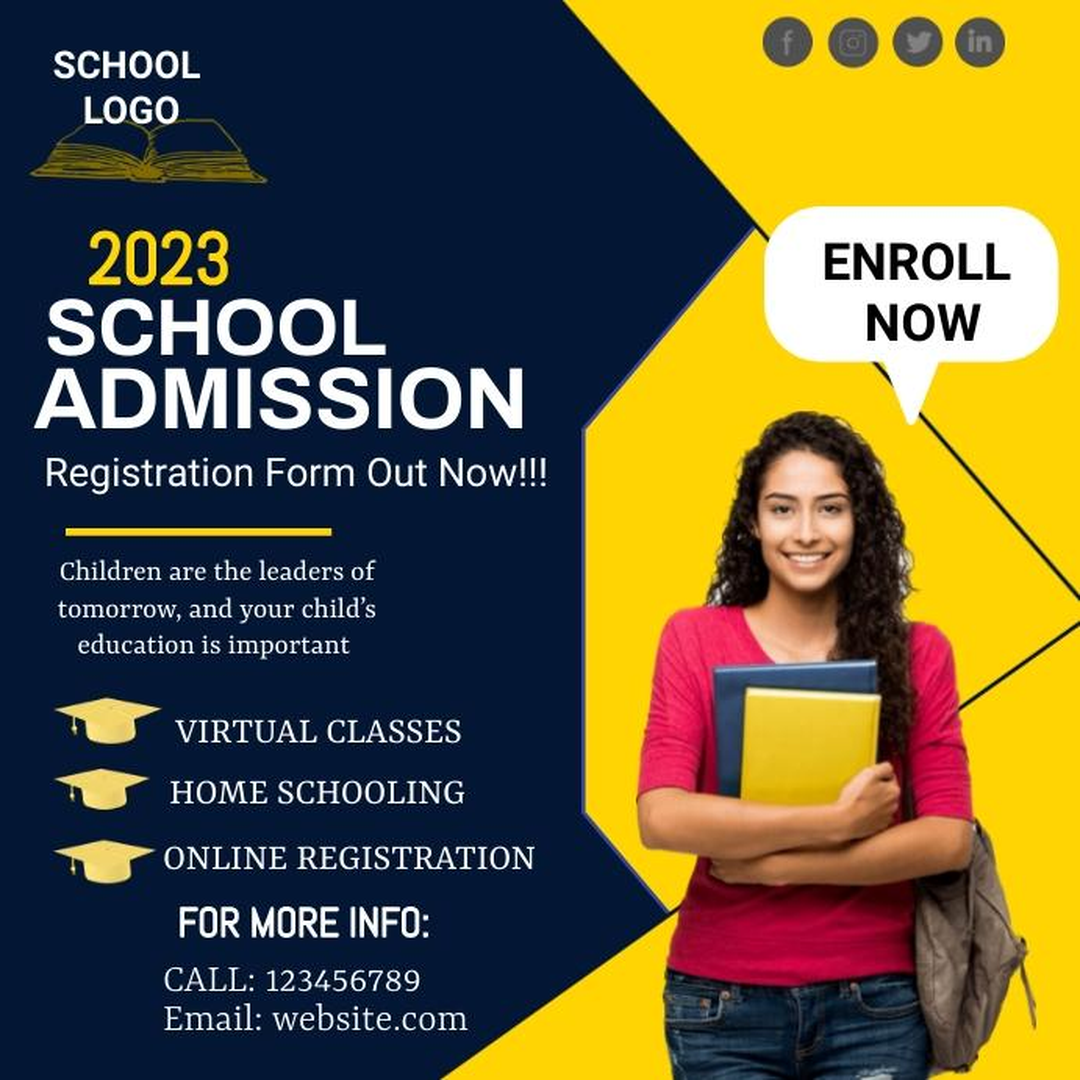 SCHOOL
LOGO
f
in
ENROLL
NOW
2023
SCHOOL
ADMISSION
Registration Form Out Now!!!
Children are the leaders of
tomorrow, and your child’s
education is important
VIRTUAL CLASSES
HOME SCHOOLING
ONLINE REGISTRATION
FOR MORE INFO:
CALL: 123456789
Email: website.com